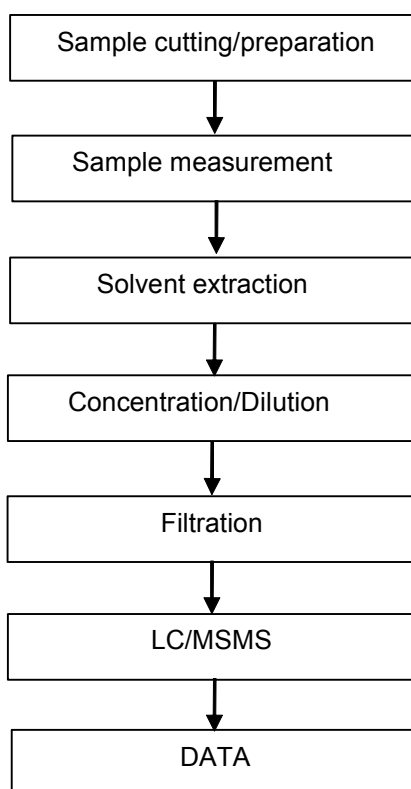 Sample cutting/preparation
Sample measurement
Solvent extraction
Concentration/Dilution
Filtration
LC/MSMS
DATA